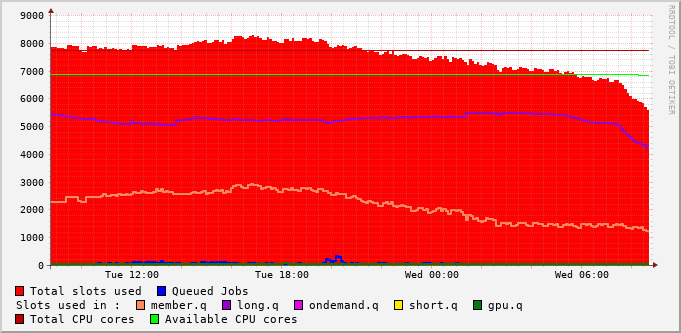 9000
8000
7000
6000
5000
4000
3000
2000
1000
0
Tue 12:00 Tue 18:00 Wed 00:00 Wed 06:00
RRDTOOL / TOBI OETIKER
Total slots used Queued Jobs
Slots used in : member.q long.q ondemand.q short.q gpu.q
Total CPU cores Available CPU cores